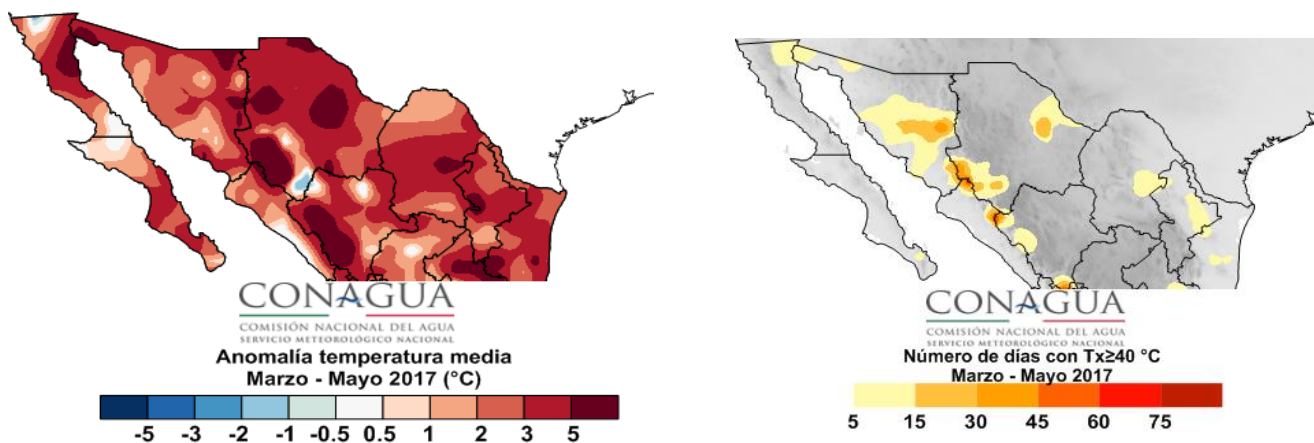 CONAGUA
COMISIÓN NACIONAL DEL AGUA
SERVICIO METEOROLÓGICO NACIONAL
Anomalía temperatura media
Marzo - Mayo 2017 (°C)
-5 -3 -2 -1 -0.5 0.5 1 2 3 5
CONAGUA
COMISIÓN NACIONAL DEL AGUA
SERVICIO METEOROLÓGICO NACIONAL
Número de días con Tx≥40 °C
Marzo - Mayo 2017
5 15 30 45 60 75